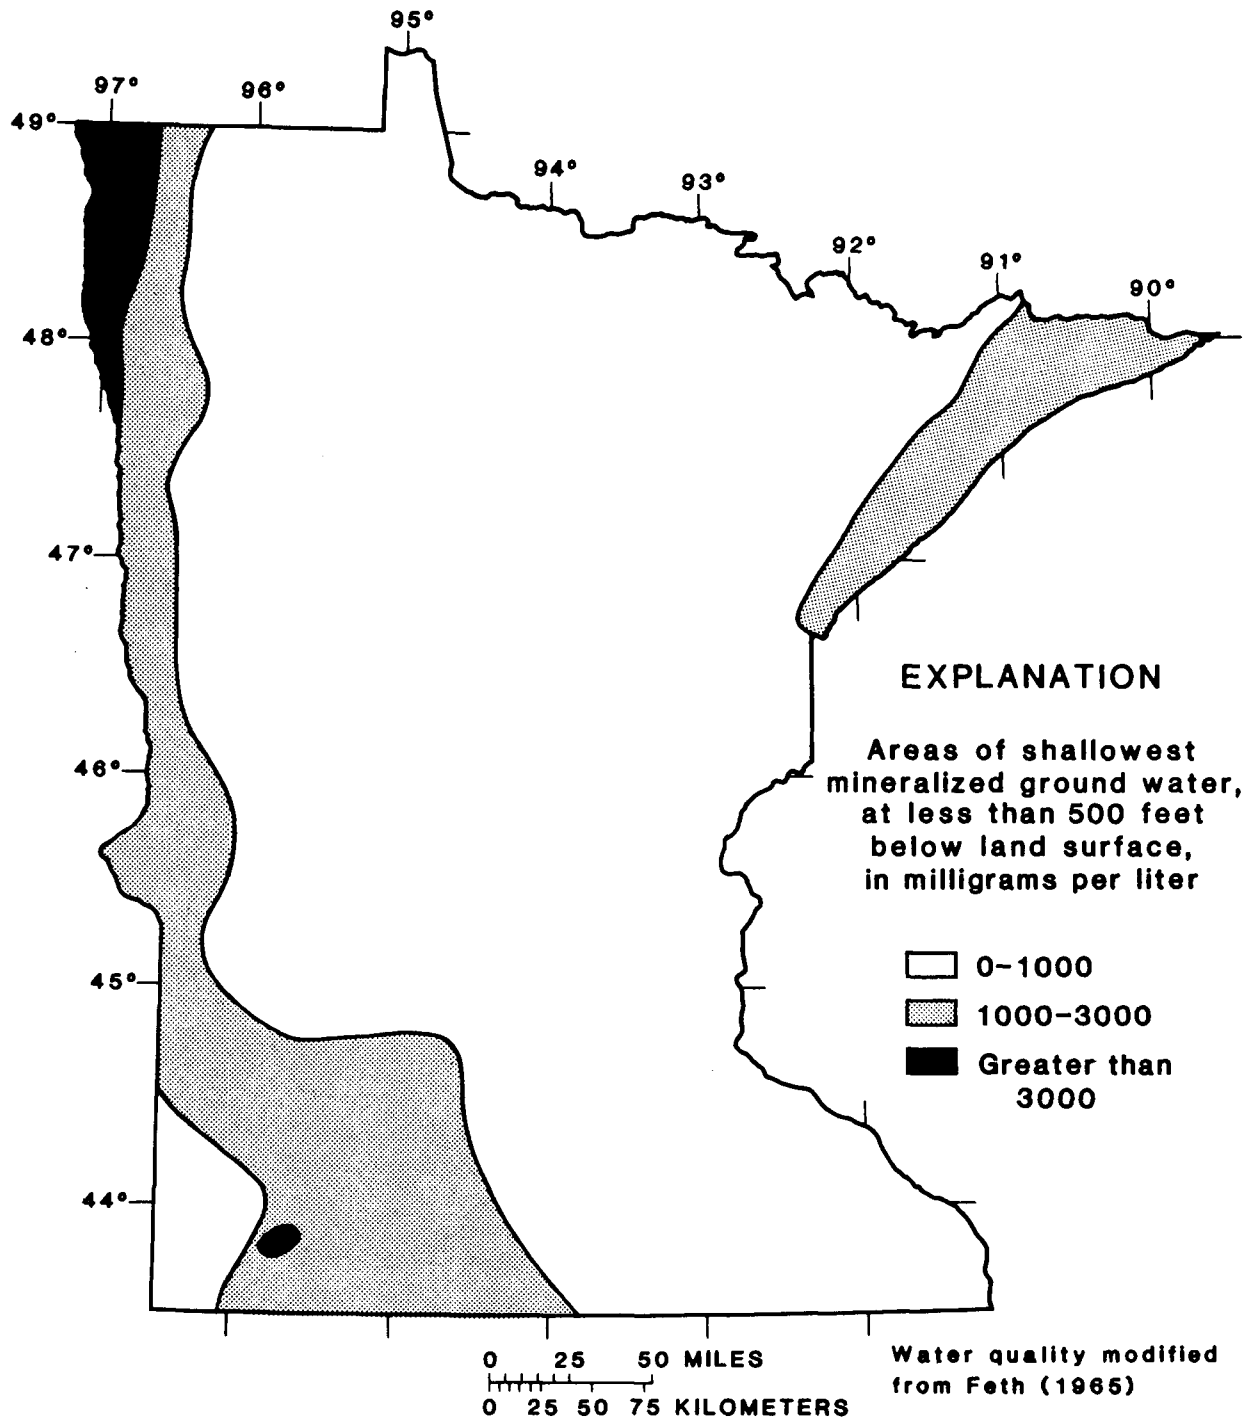 95°
97°
96°
49°
94°
93°
92°
91°
90°
48°
47°
EXPLANATION
Areas of shallowest
mineralized ground water,
at less than 500 feet
below land surface,
in milligrams per liter
46°
0-1000
45°
1000-3000
Greater than
3000
44°
0 25 50 MILES
0 25 50 75 KILOMETERS
Water quality modified
from Feth (1965)